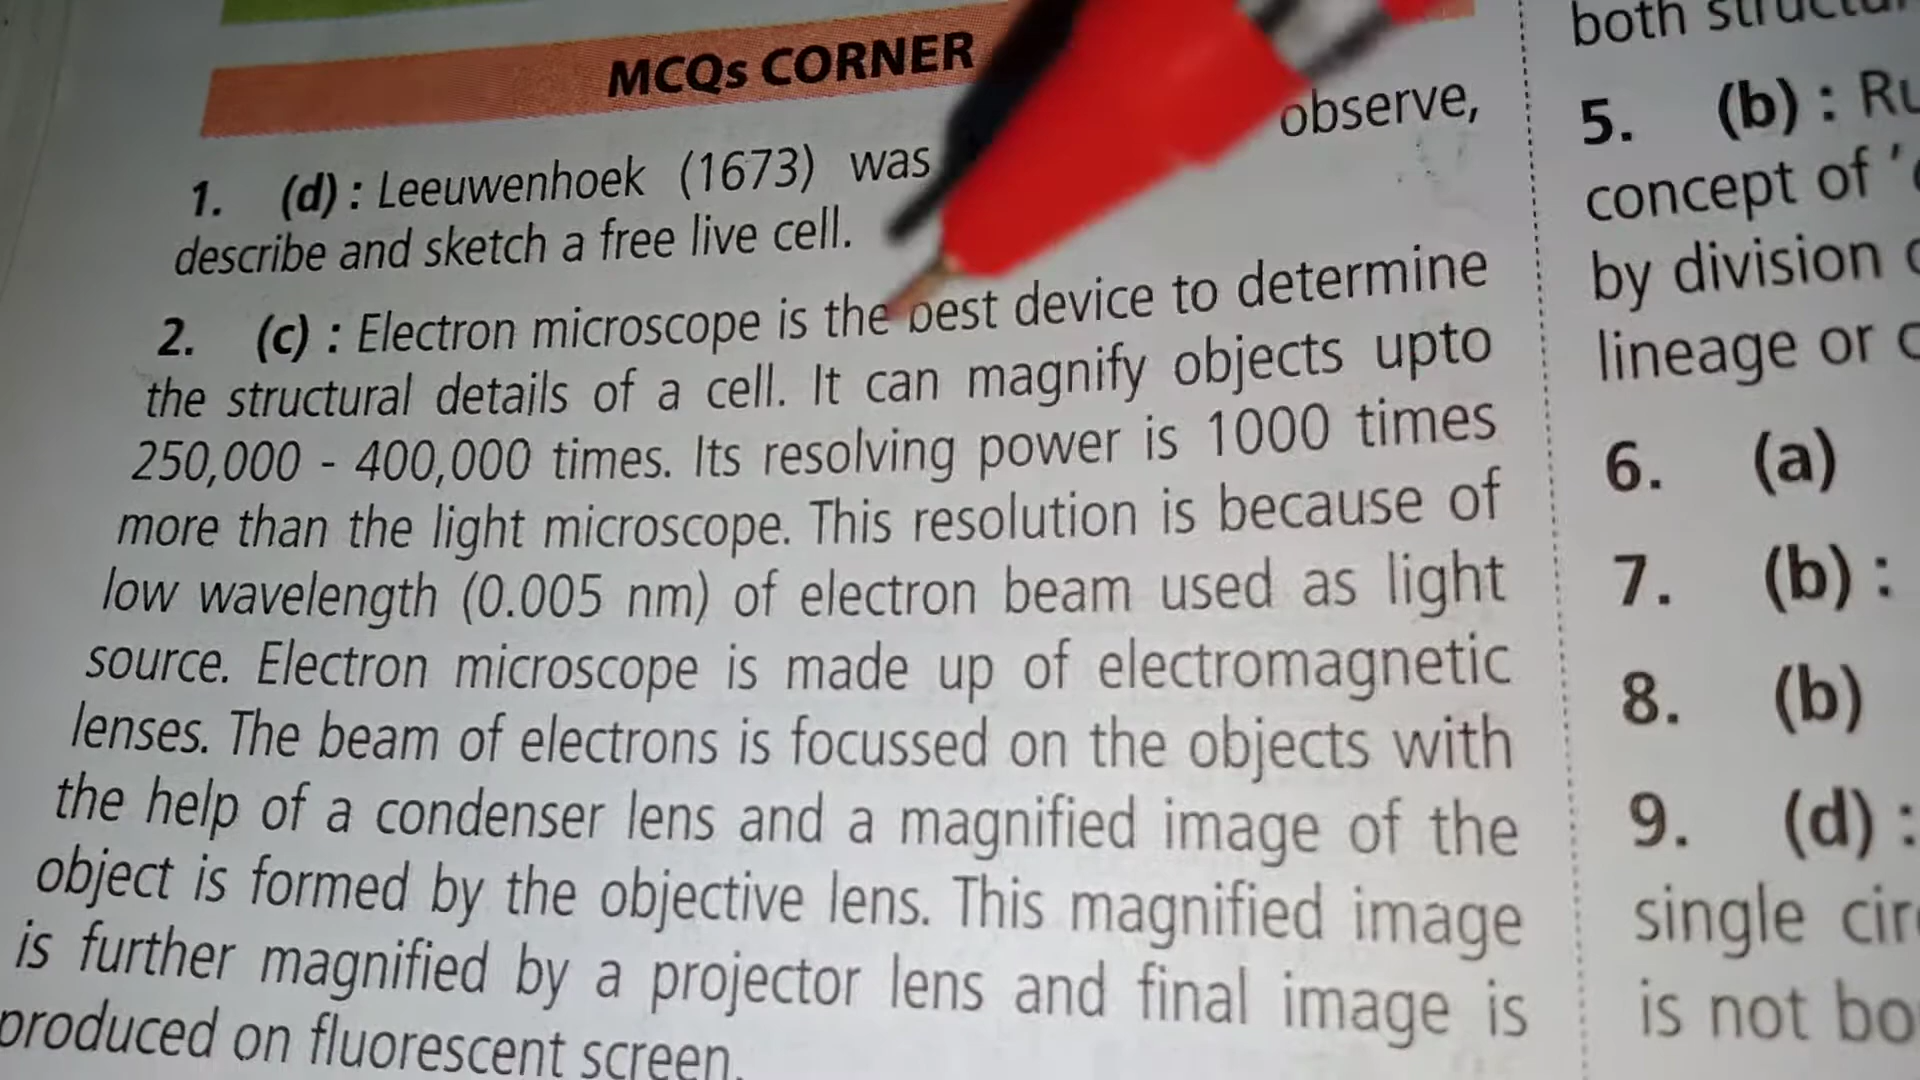 MCQs CORNER
1. (d) : Leeuwenhoek (1673) was observe,
describe and sketch a free live cell.
2. (c) : Electron microscope is the best device to determine
the structural details of a cell. It can magnify objects upto
250,000 - 400,000 times. Its resolving power is 1000 times
more than the light microscope. This resolution is because of
low wavelength (0.005 nm) of electron beam used as light
source. Electron microscope is made up of electromagnetic
lenses. The beam of electrons is focussed on the objects with
the help of a condenser lens and a magnified image of the
object is formed by the objective lens. This magnified image
is further magnified by a projector lens and final image is
produced on fluorescent screen.
both
5. (b) :
concept of
by division
lineage or
6. (a)
7. (b) :
8. (b)
9. (d) :
single
is not